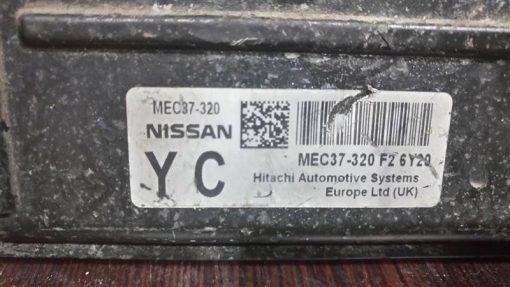 MEC37-320
NISSAN
YC
MEC37-320 F2 6Y20
Hitachi Automotive Systems
Europe Ltd (UK)